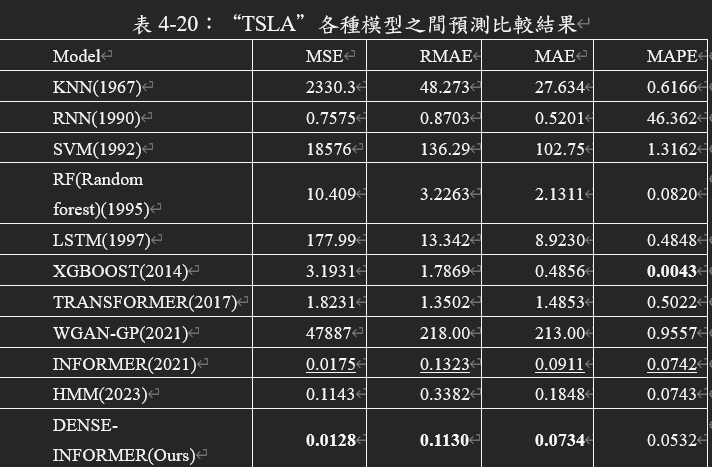 表 4-20：“TSLA”各種模型之間預測比較結果
Model MSE RMAE MAE MAPE
KNN(1967) 2330.3 48.273 27.634 0.6166
RNN(1990) 0.7575 0.8703 0.5201 46.362
SVM(1992) 18576 136.29 102.75 1.3162
RF(Random
forest)(1995) 10.409 3.2263 2.1311 0.0820
LSTM(1997) 177.99 13.342 8.9230 0.4848
XGBOOST(2014) 3.1931 1.7869 0.4856 0.0043
TRANSFORMER(2017) 1.8231 1.3502 1.4853 0.5022
WGAN-GP(2021) 47887 218.00 213.00 0.9557
INFORMER(2021) 0.0175 0.1323 0.0911 0.0742
HMM(2023) 0.1143 0.3382 0.1848 0.0743
DENSE-
INFORMER(Ours) 0.0128 0.1130 0.0734 0.0532